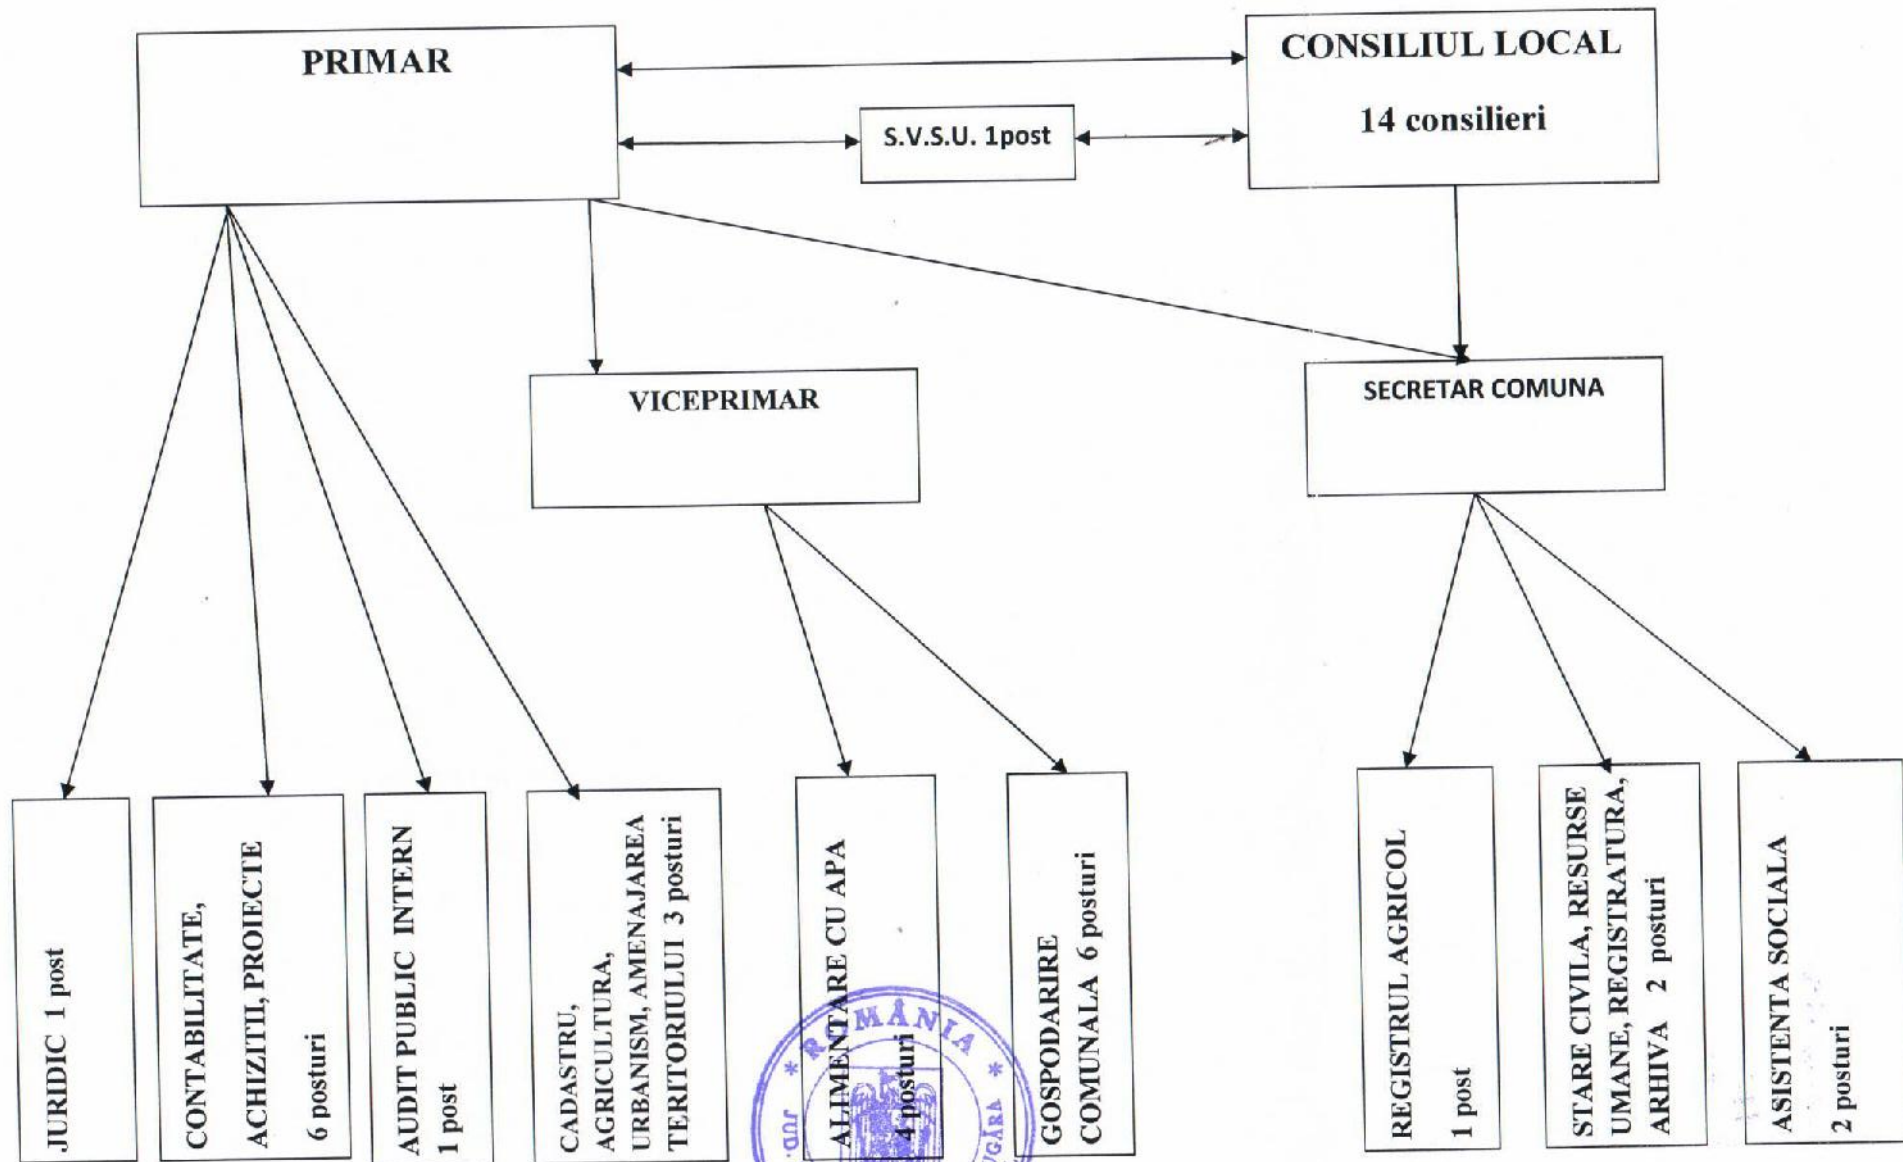 PRIMAR
CONSILIUL LOCAL
14 consilieri
S.V.S.U. 1post
VICEPRIMAR
SECRETAR COMUNA
JURIDIC 1 post
CONTABILITATE,
ACHIZITII, PROIECTE
6 posturi
AUDIT PUBLIC INTERN
1 post
CADASTRU,
AGRICULTURA,
URBANISM, AMENAJAREA
TERITORIULUI 3 posturi
ALIMENTARE CU APA
4 posturi
GOSPODARIRE
COMUNALA 6 posturi
REGISTRUL AGRICOL
1 post
STARE CIVILA, RESURSE
UMANE, REGISTRATURA,
ARHIVA 2 posturi
ASISTENTA SOCIALA
2 posturi
* ROMÂNIA *
JUD.